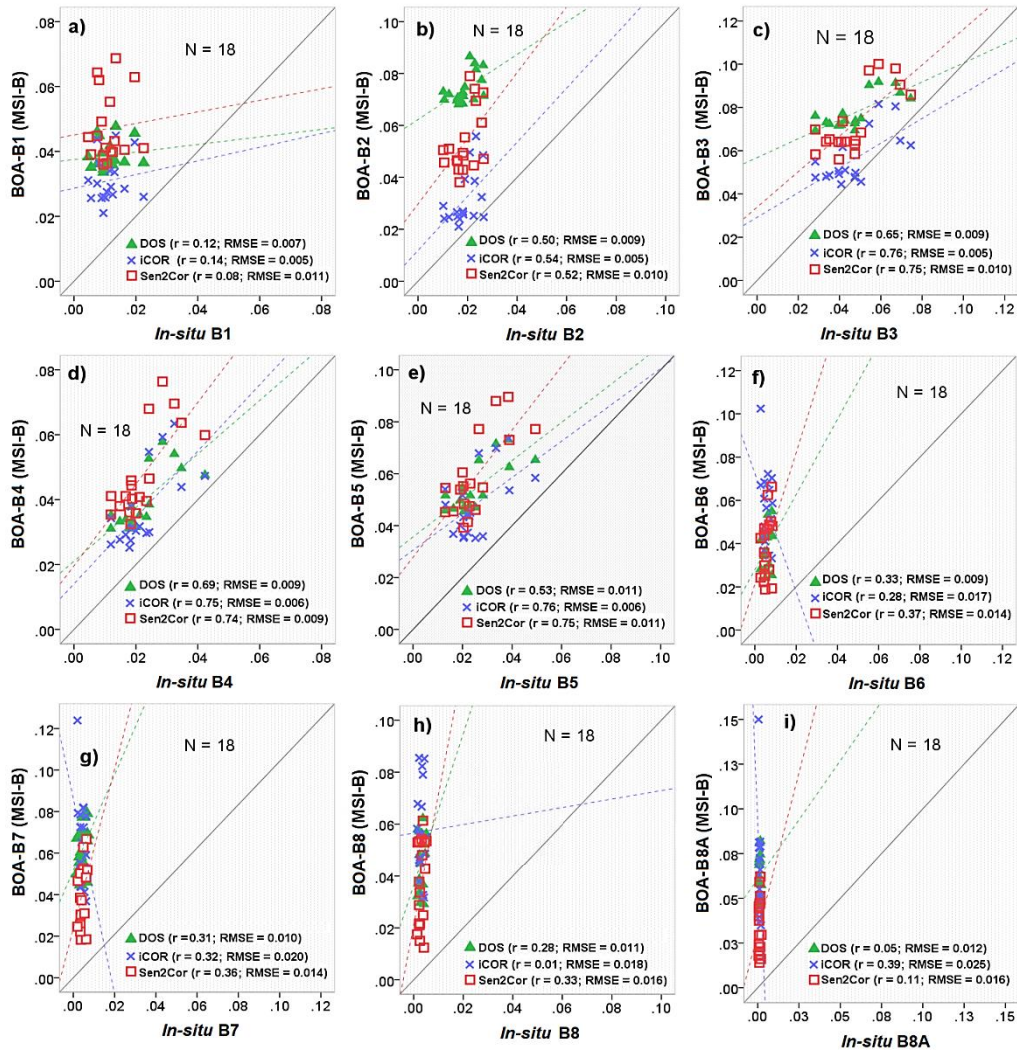 a)
N = 18
BOA-B1 (MSI-B)
.08
.06
.04
.02
.00
DOS (r = 0.12; RMSE = 0.007)
iCOR (r = 0.14; RMSE = 0.005)
Sen2Cor (r = 0.08; RMSE = 0.011)
.00 .02 .04 .06 .08
In-situ B1
b)
N = 18
BOA-B2 (MSI-B)
.10
.08
.06
.04
.02
.00
DOS (r = 0.50; RMSE = 0.009)
iCOR (r = 0.54; RMSE = 0.005)
Sen2Cor (r = 0.52; RMSE = 0.010)
.00 .02 .04 .06 .08 .10
In-situ B2
c)
N = 18
BOA-B3 (MSI-B)
.12
.10
.08
.06
.04
.02
.00
DOS (r = 0.65; RMSE = 0.009)
iCOR (r = 0.76; RMSE = 0.005)
Sen2Cor (r = 0.75; RMSE = 0.010)
.00 .02 .04 .06 .08 .10 .12
In-situ B3
d)
N = 18
BOA-B4 (MSI-B)
.08
.06
.04
.02
.00
DOS (r = 0.69; RMSE = 0.009)
iCOR (r = 0.75; RMSE = 0.006)
Sen2Cor (r = 0.74; RMSE = 0.009)
.00 .02 .04 .06 .08
In-situ B4
e)
N = 18
BOA-B5 (MSI-B)
.10
.08
.06
.04
.02
.00
DOS (r = 0.53; RMSE = 0.011)
iCOR (r = 0.76; RMSE = 0.006)
Sen2Cor (r = 0.75; RMSE = 0.011)
.00 .02 .04 .06 .08 .10
In-situ B5
f)
N = 18
BOA-B6 (MSI-B)
.12
.10
.08
.06
.04
.02
.00
DOS (r = 0.33; RMSE = 0.009)
iCOR (r = 0.28; RMSE = 0.017)
Sen2Cor (r = 0.37; RMSE = 0.014)
.00 .02 .04 .06 .08 .10 .12
In-situ B6
g)
N = 18
BOA-B7 (MSI-B)
.12
.10
.08
.06
.04
.02
.00
DOS (r = 0.31; RMSE = 0.010)
iCOR (r = 0.32; RMSE = 0.020)
Sen2Cor (r = 0.36; RMSE = 0.014)
.00 .02 .04 .06 .08 .10 .12
In-situ B7
h)
N = 18
BOA-B8 (MSI-B)
.10
.08
.06
.04
.02
.00
DOS (r = 0.28; RMSE = 0.011)
iCOR (r = 0.01; RMSE = 0.018)
Sen2Cor (r = 0.33; RMSE = 0.016)
.00 .02 .04 .06 .08 .10
In-situ B8
i)
N = 18
BOA-B8A (MSI-B)
.15
.13
.10
.08
.05
.03
.00
DOS (r = 0.05; RMSE = 0.012)
iCOR (r = 0.39; RMSE = 0.025)
Sen2Cor (r = 0.11; RMSE = 0.016)
.00 .03 .05 .08 .10 .13 .15
In-situ B8A